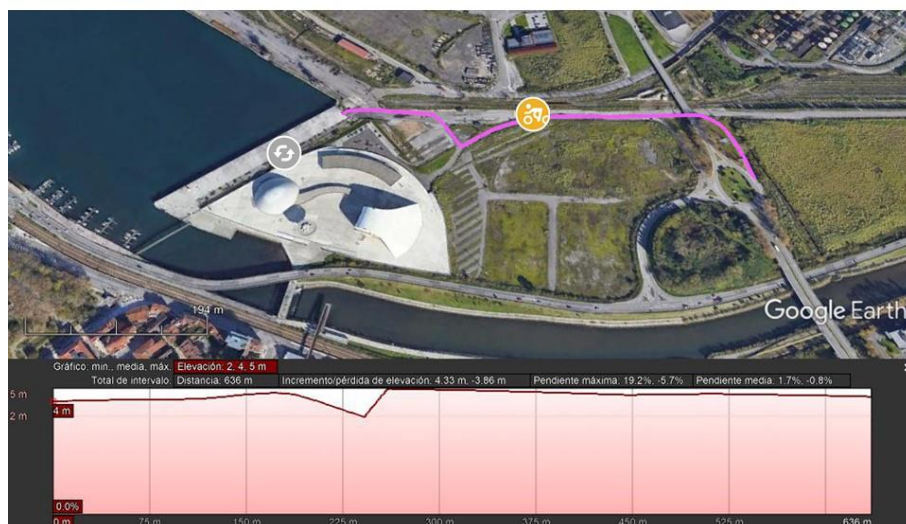 194 m
Google Earth
Gráfico. min., media, máx. Elevación: 2, 4, 5 m
Total de intervalo: Distancia: 636 m Incremento/pérdida de elevación: 4.33 m, -3.86 m Pendiente máxima: 19.2%, -5.7% Pendiente media: 1.7%, -0.8%
5 m
4 m
2 m
0.0%
0 m 75 m 150 m 225 m 300 m 375 m 450 m 525 m 636 m